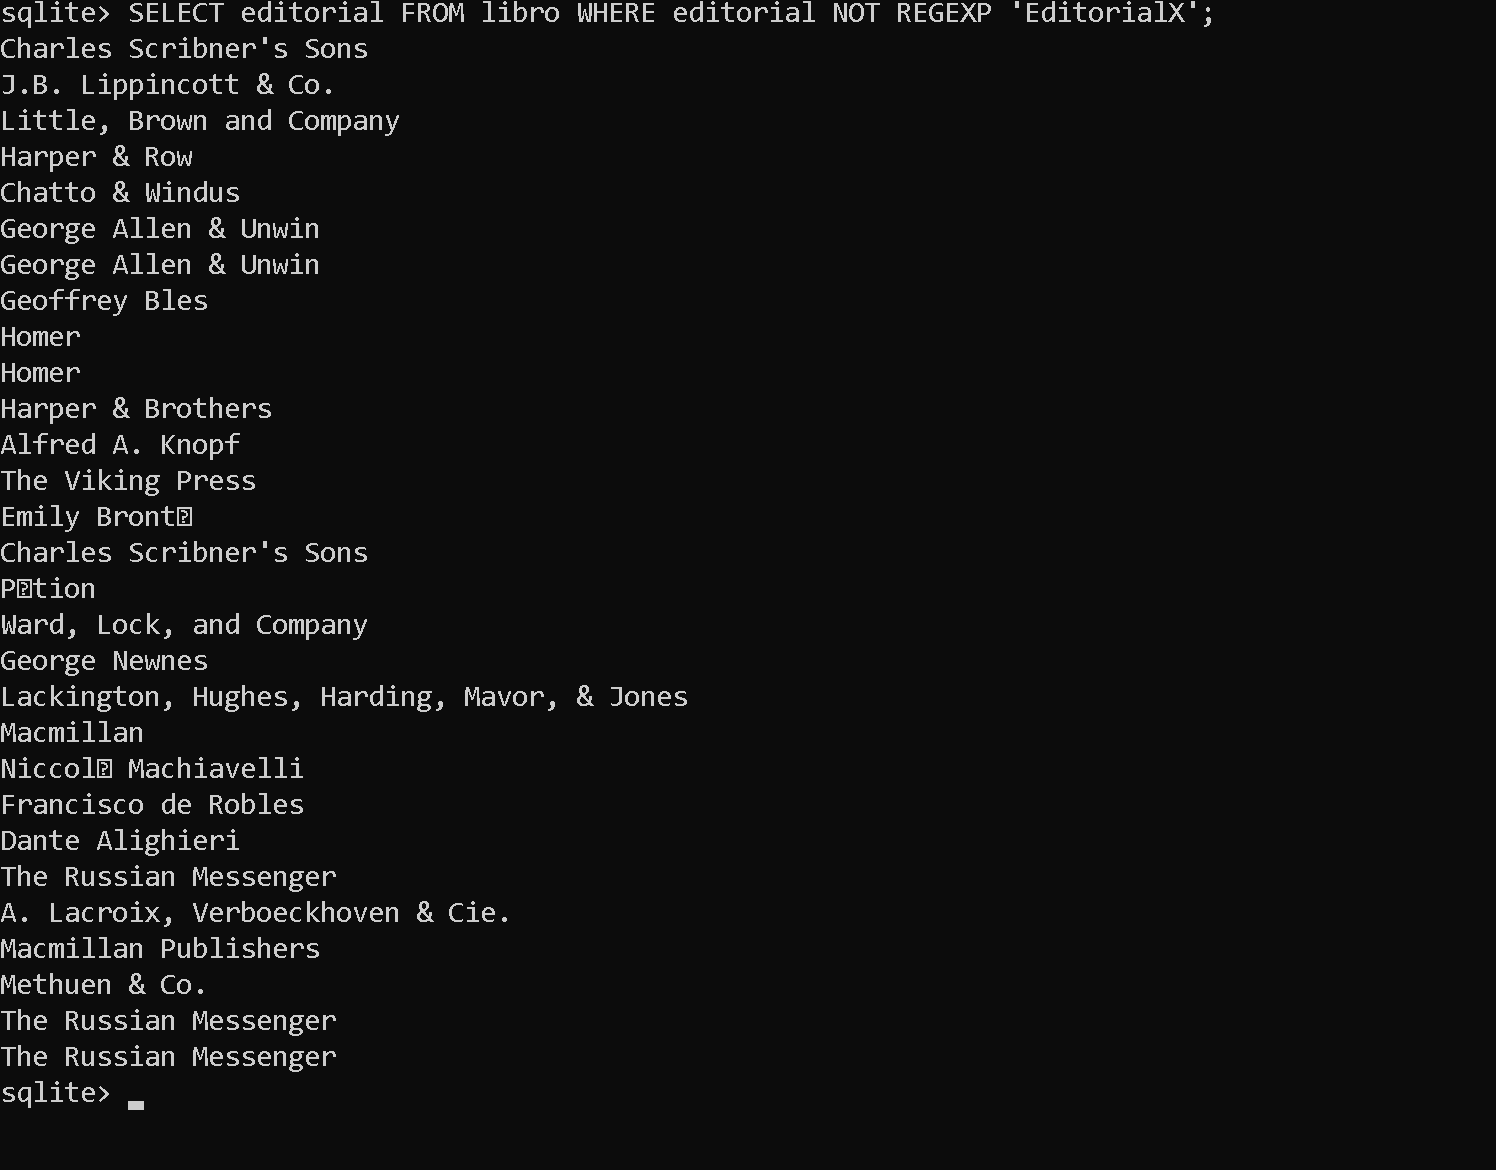 sqlite> SELECT editorial FROM libro WHERE editorial NOT REGEXP 'EditorialX';
Charles Scribner's Sons
J.B. Lippincott & Co.
Little, Brown and Company
Harper & Row
Chatto & Windus
George Allen & Unwin
George Allen & Unwin
Geoffrey Bles
Homer
Homer
Harper & Brothers
Alfred A. Knopf
The Viking Press
Emily Bront�
Charles Scribner's Sons
P�tion
Ward, Lock, and Company
George Newnes
Lackington, Hughes, Harding, Mavor, & Jones
Macmillan
Niccol� Machiavelli
Francisco de Robles
Dante Alighieri
The Russian Messenger
A. Lacroix, Verboeckhoven & Cie.
Macmillan Publishers
Methuen & Co.
The Russian Messenger
The Russian Messenger
sqlite>